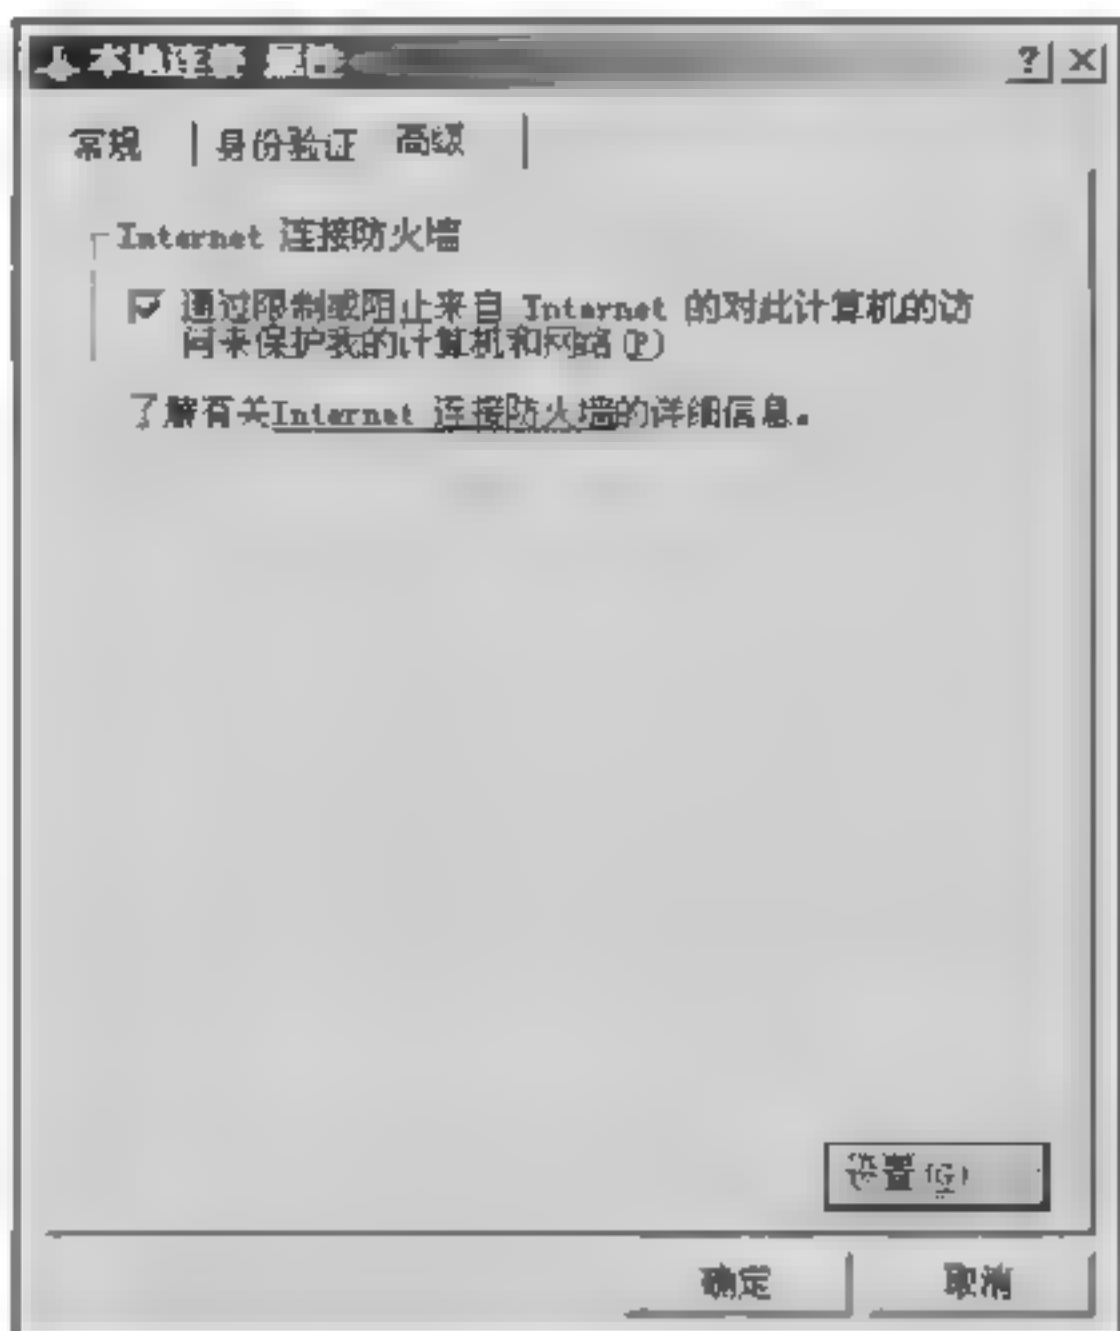 本地连接 属性
常规 身份验证 高级
Internet 连接防火墙
通过限制或阻止来自 Internet 的对此计算机的访
问来保护我的计算机和网络(P)
了解有关Internet 连接防火墙的详细信息。
设置(G)
确定 取消